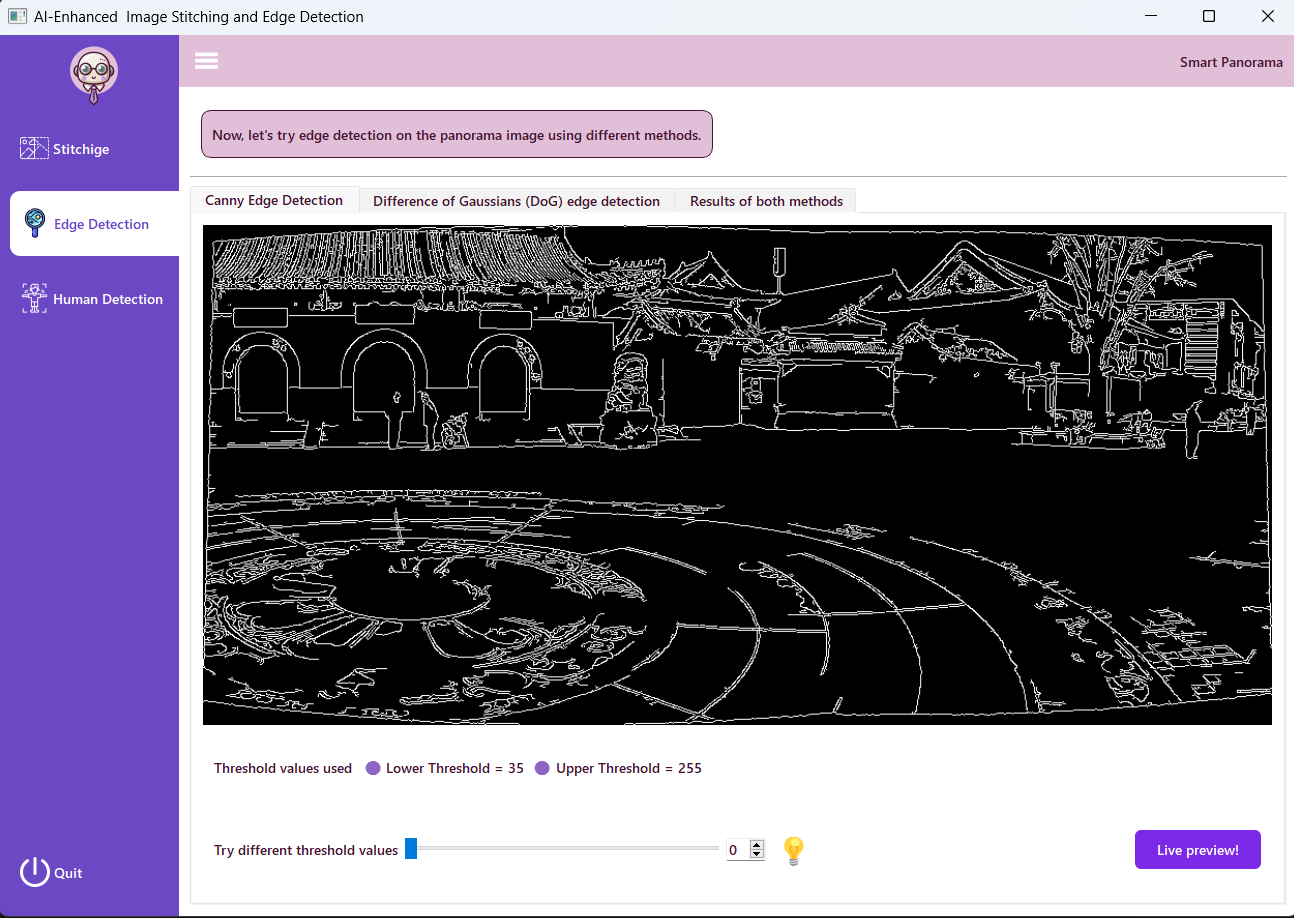 AI-Enhanced  Image Stitching and Edge Detection
Smart Panorama
Stitchige
Edge Detection
Human Detection
Quit
Now, let's try edge detection on the panorama image using different methods.
Canny Edge Detection
Difference of Gaussians (DoG) edge detection
Results of both methods
Threshold values used
Lower Threshold = 35
Upper Threshold = 255
Try different threshold values
0
Live preview!